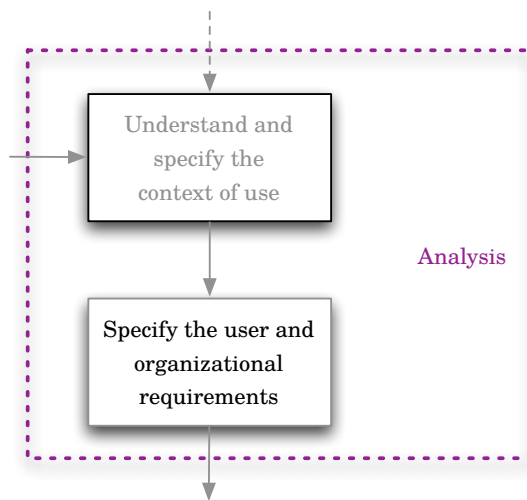 Understand and
specify the
context of use
Analysis
Specify the user and
organizational
requirements